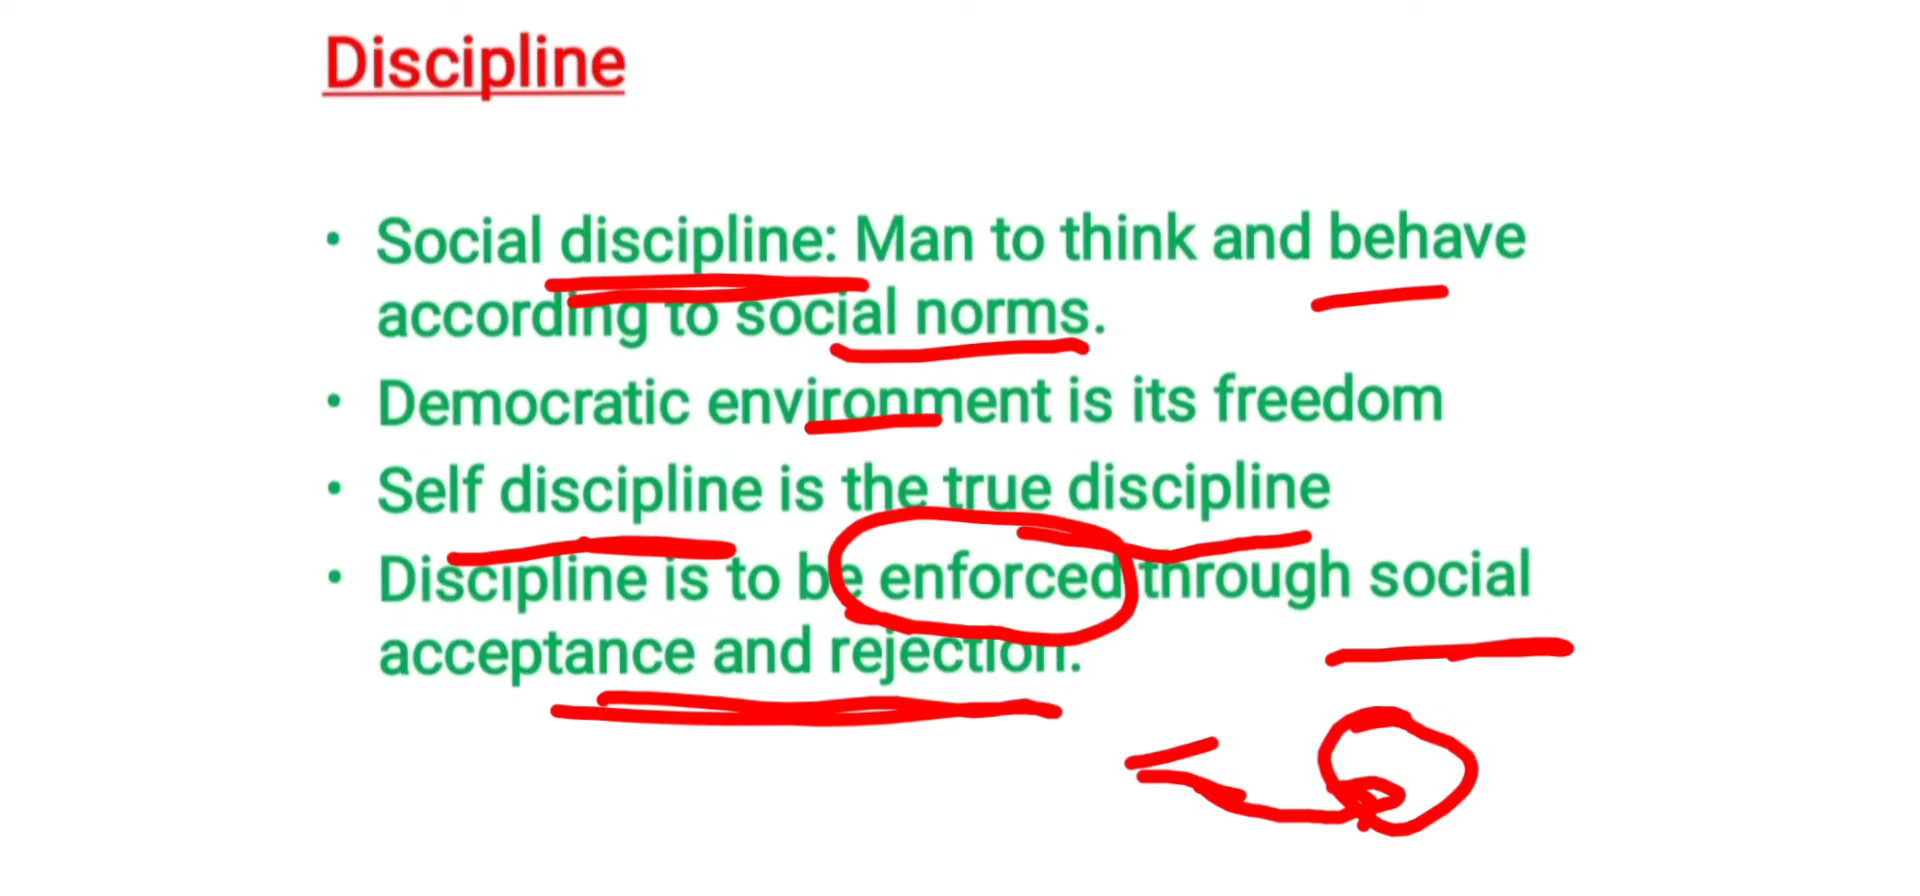 Discipline
• Social discipline: Man to think and behave
according to social norms.
• Democratic environment is its freedom
• Self discipline is the true discipline
• Discipline is to be enforced through social
acceptance and rejection.